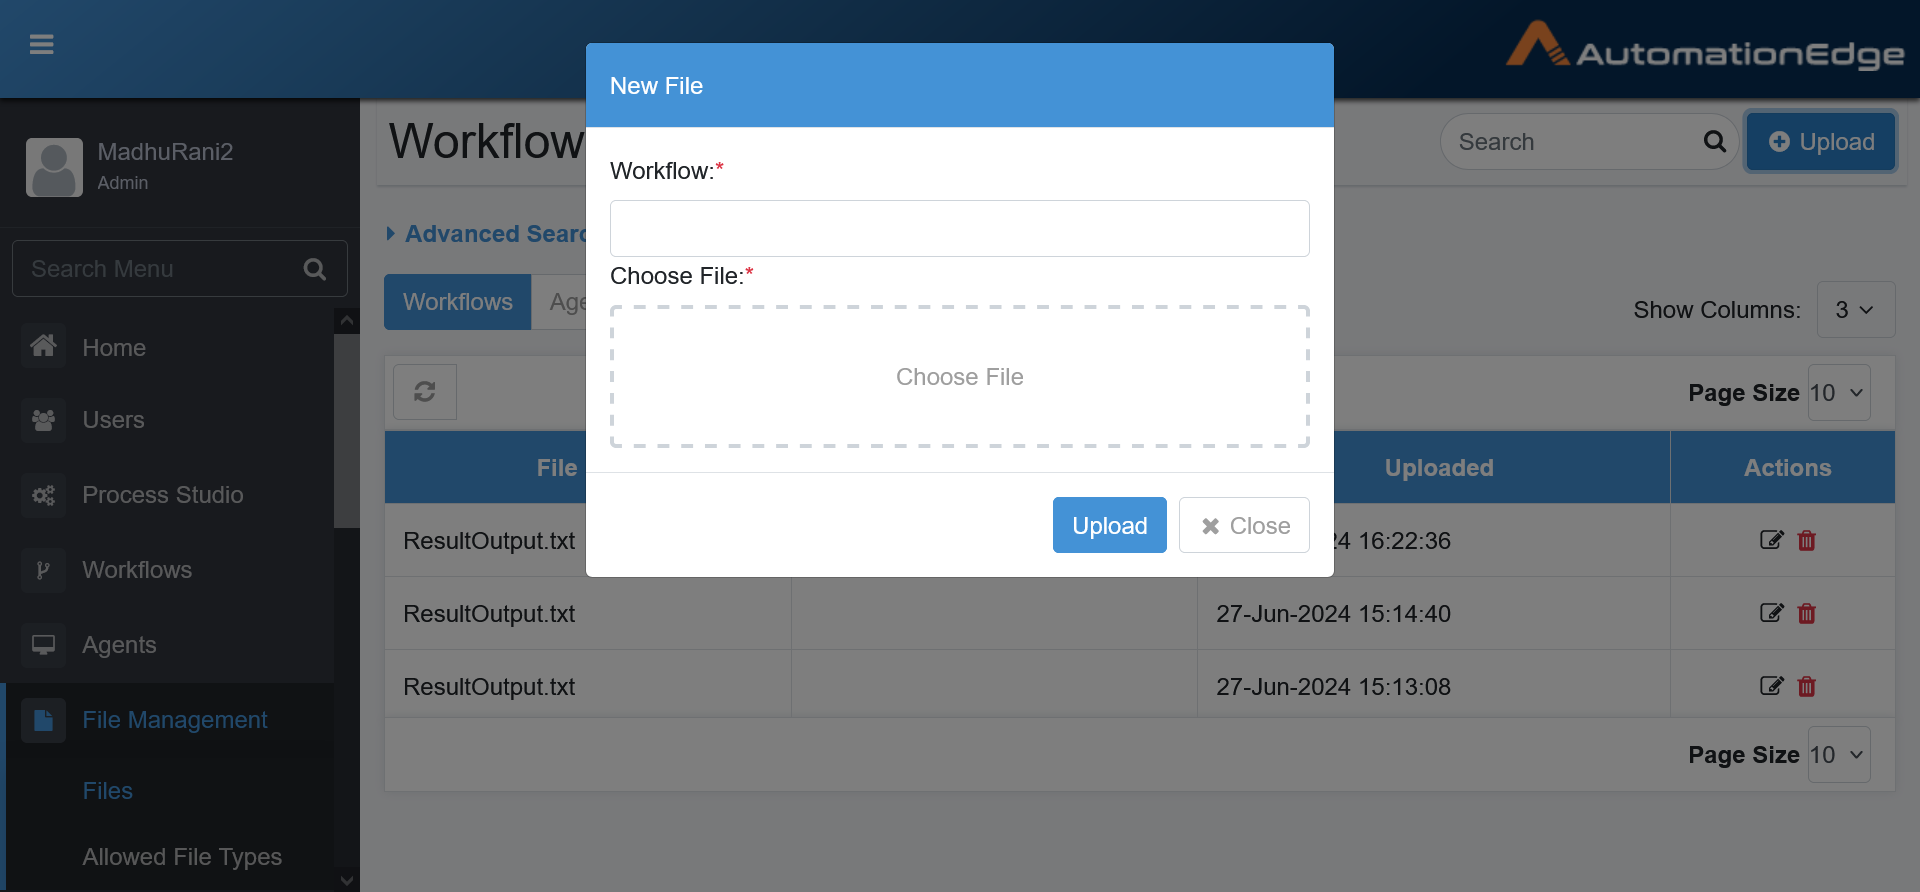 AutomationEdge
New File
MadhuRani2
Admin
Workflow
Search
Upload
Workflow:*
Advanced Searc
Search Menu
Choose File:*
Workflows
Age
Show Columns: 3
Home
Choose File
Page Size 10
Users
File
Uploaded
Actions
Process Studio
Upload
Close
ResultOutput.txt
24 16:22:36
Workflows
ResultOutput.txt
27-Jun-2024 15:14:40
Agents
ResultOutput.txt
27-Jun-2024 15:13:08
File Management
Page Size 10
Files
Allowed File Types